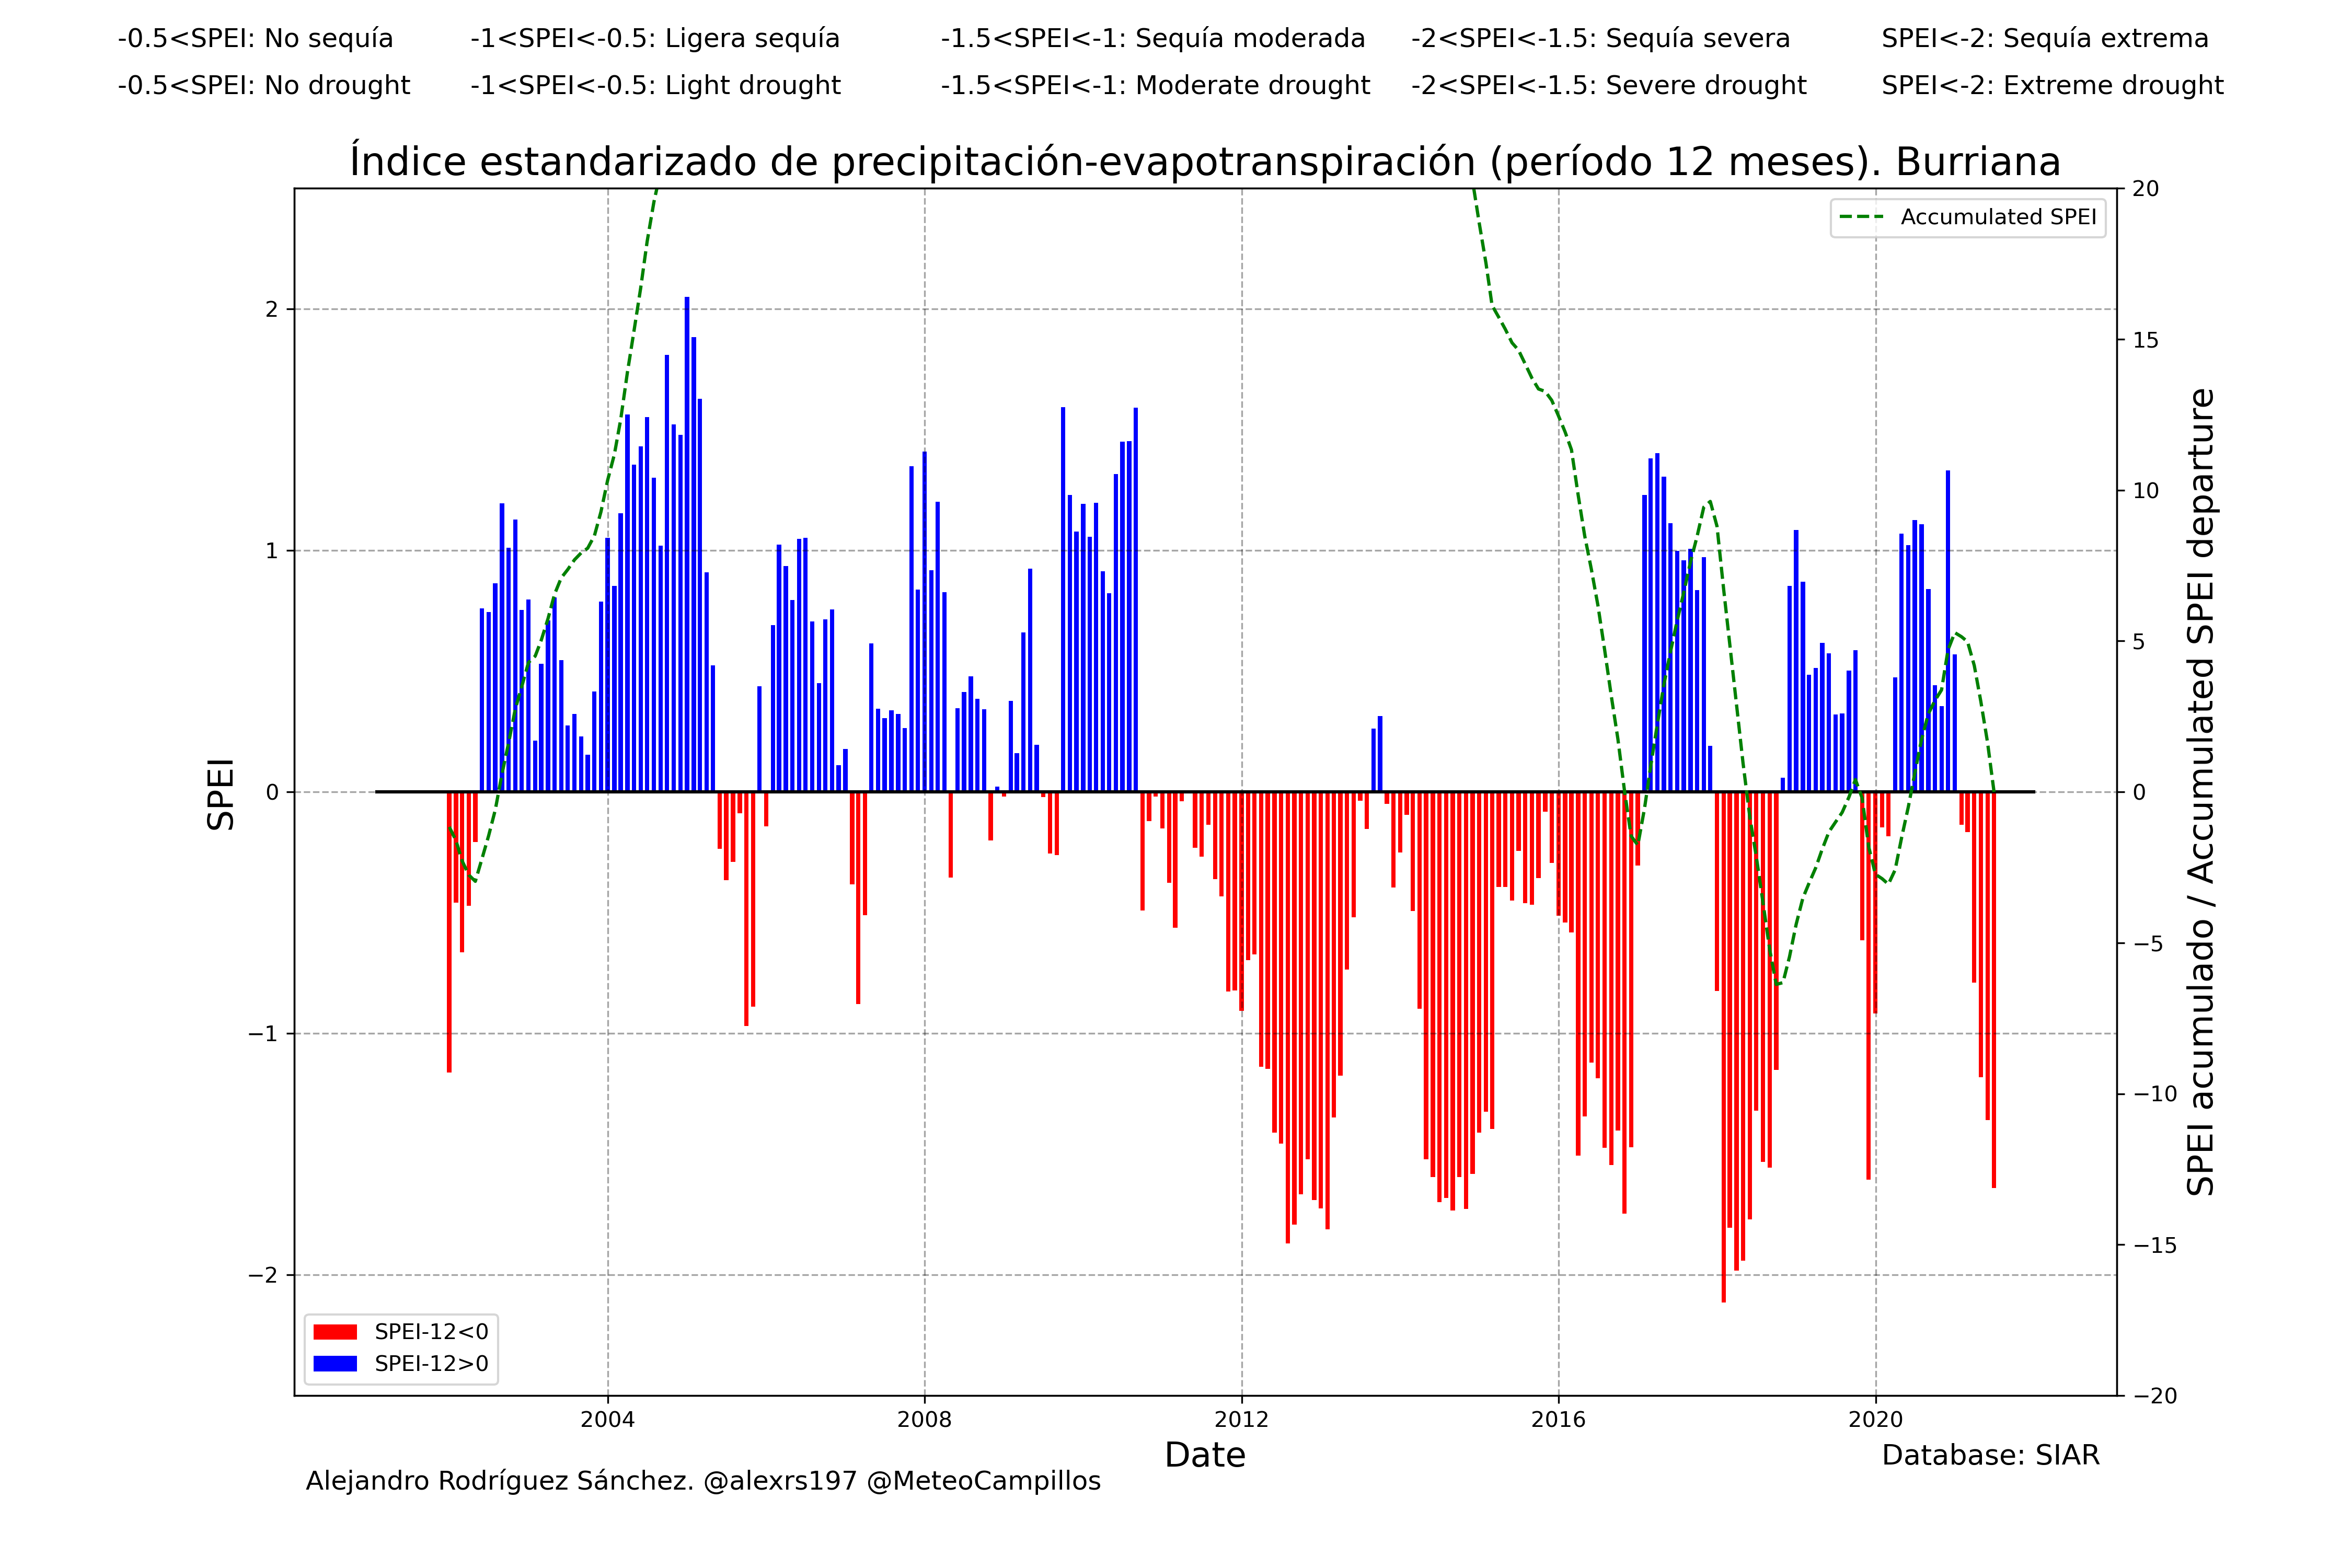 -0.5<SPEI: No sequía -1<SPEI<-0.5: Ligera sequía -1.5<SPEI<-1: Sequía moderada -2<SPEI<-1.5: Sequía severa SPEI<-2: Sequía extrema
-0.5<SPEI: No drought -1<SPEI<-0.5: Light drought -1.5<SPEI<-1: Moderate drought -2<SPEI<-1.5: Severe drought SPEI<-2: Extreme drought
Índice estandarizado de precipitación-evapotranspiración (período 12 meses). Burriana
Accumulated SPEI
2
1
0
−1
−2
SPEI
20
15
10
5
0
−5
−10
−15
−20
SPEI acumulado / Accumulated SPEI departure
SPEI-12<0
SPEI-12>0
2004 2008 2012 2016 2020
Date
Database: SIAR
Alejandro Rodríguez Sánchez. @alexrs197 @MeteoCampillos